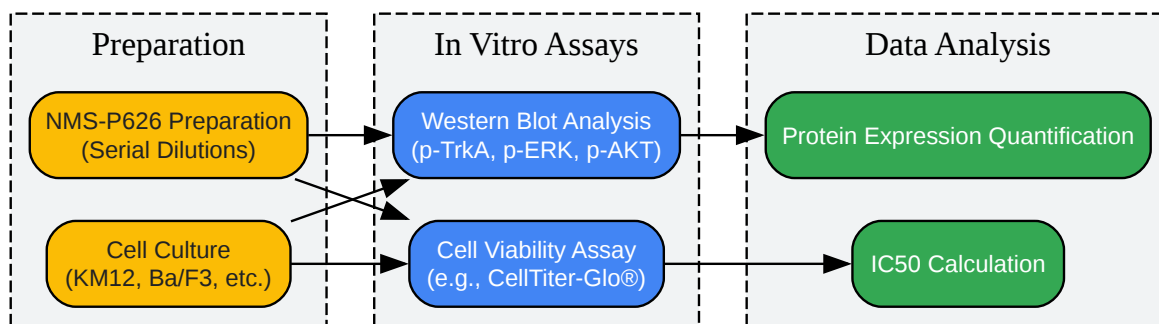 Preparation
In Vitro Assays
Data Analysis
NMS-P626 Preparation
(Serial Dilutions)
Western Blot Analysis
(p-TrkA, p-ERK, p-AKT)
Protein Expression Quantification
Cell Culture
(KM12, Ba/F3, etc.)
Cell Viability Assay
(e.g., CellTiter-Glo®)
IC50 Calculation